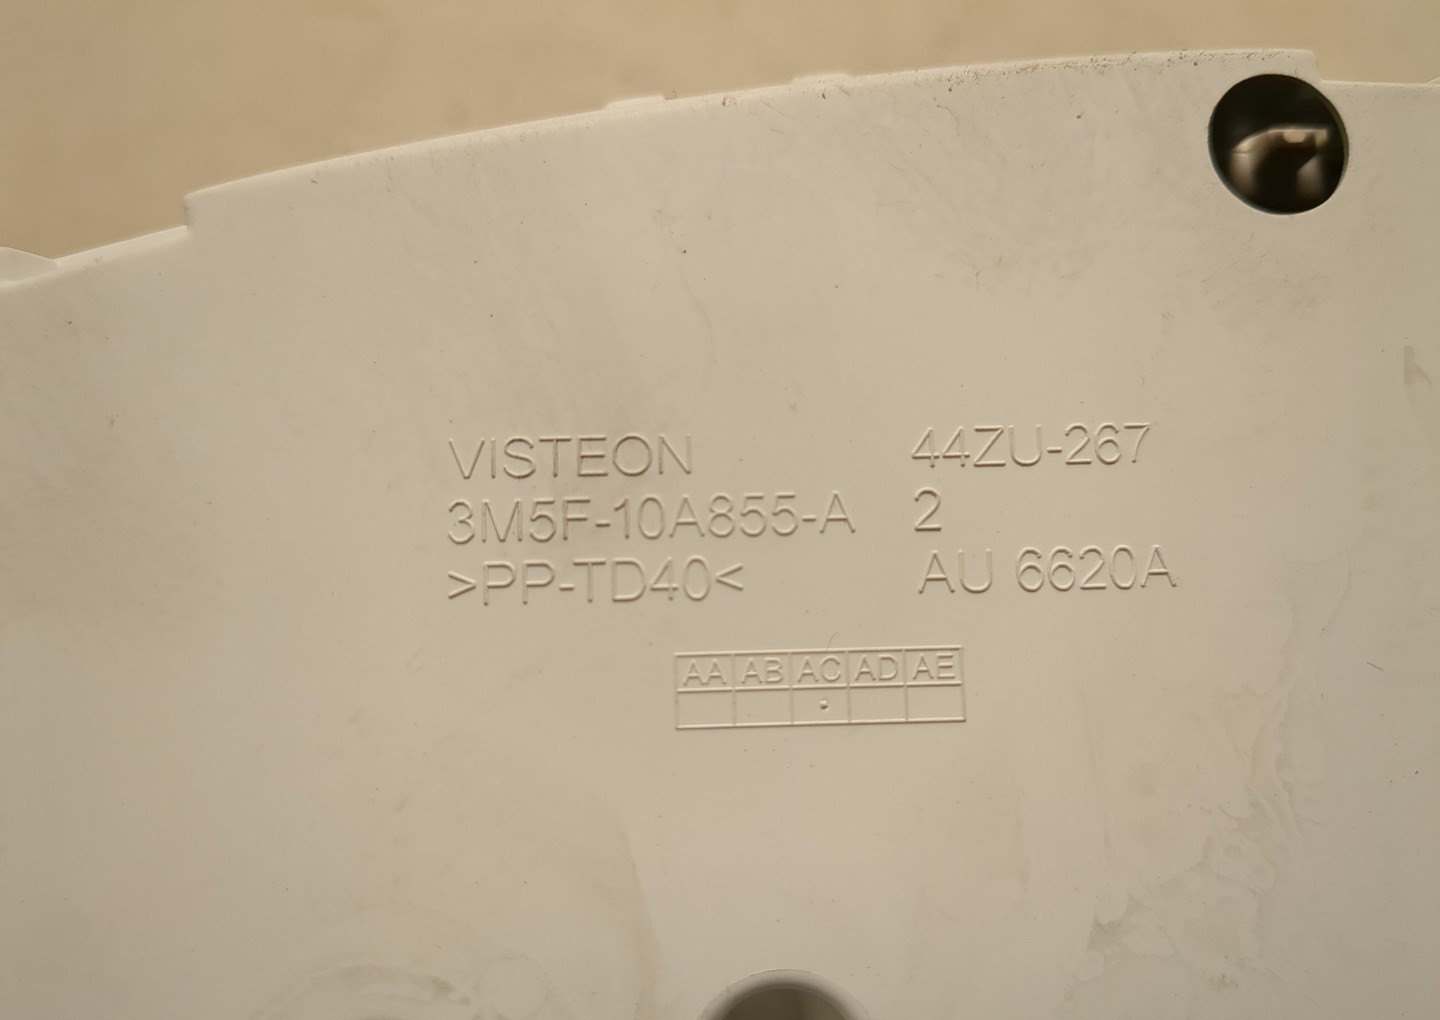 VISTEON 44ZU-267
3M5F-10A855-A 2
>PP-TD40< AU 6620A
AA AB AC AD AE